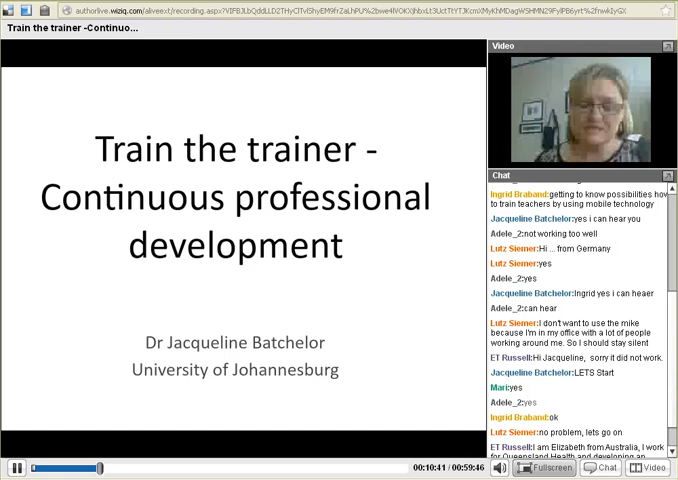 Train the trainer -Continuo...
Train the trainer -
Continuous professional
development
Dr Jacqueline Batchelor
University of Johannesburg
00:10:41 / 00:59:46
Video
Chat
Ingrid Braband:getting to know possibilities how
to train teachers by using mobile technology
Jacqueline Batchelor:yes i can hear you
Adele_2:not working too well
Lutz Siemer:Hi ... from Germany
Lutz Siemer:yes
Adele_2:yes
Jacqueline Batchelor:Ingrid yes i can heaer
Adele_2:can hear
Lutz Siemer:I don't want to use the mike
because I'm in my office with a lot of people
working around me. So I should stay silent
ET Russell:Hi Jacqueline, sorry it did not work.
Jacqueline Batchelor:LETS Start
Mari:yes
Adele_2:yes
Ingrid Braband:ok
Lutz Siemer:no problem, lets go on
ET Russell:I am Elizabeth from Australia, I work
for Queensland Health and developing an
Fullscreen
Chat
Video